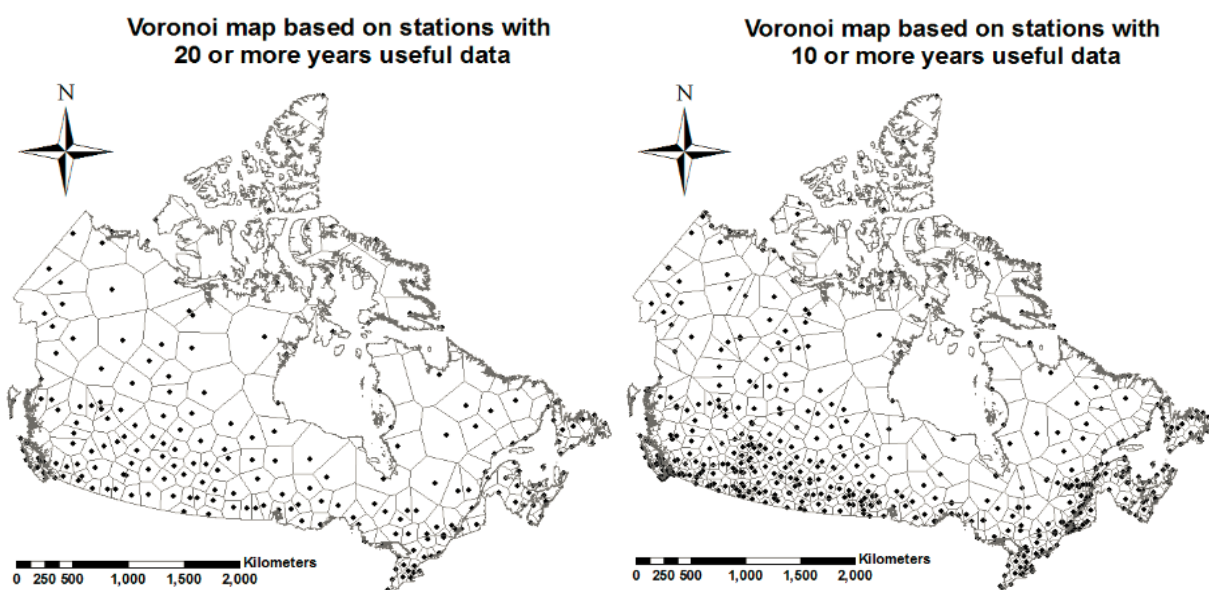 Voronoi map based on stations with
20 or more years useful data
N
Kilometers
0 250 500 1,000 1,500 2,000
Voronoi map based on stations with
10 or more years useful data
N
Kilometers
0 250 500 1,000 1,500 2,000